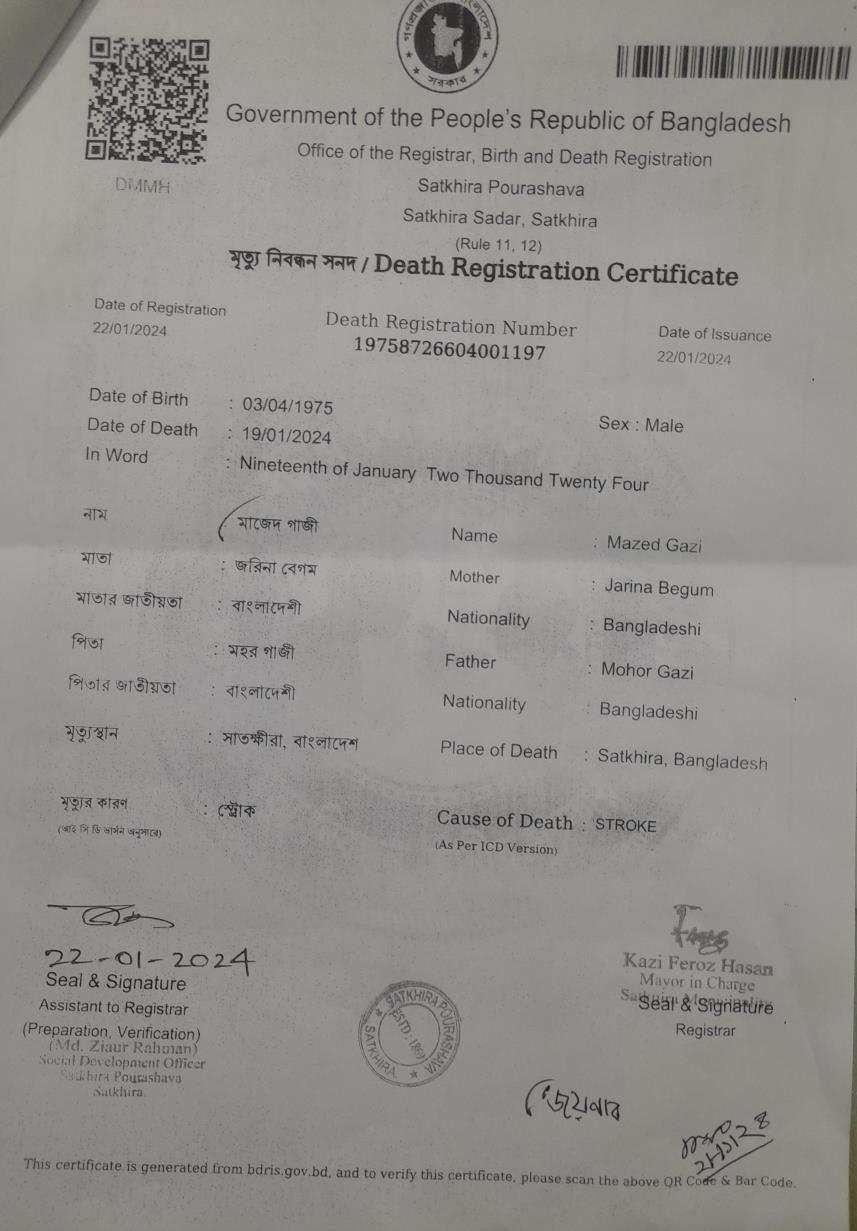 সরকার
DMMH
Government of the People's Republic of Bangladesh
Office of the Registrar, Birth and Death Registration
Satkhira Pourashava
Satkhira Sadar, Satkhira
(Rule 11, 12)
মৃত্যু নিবন্ধন সনদ / Death Registration Certificate
Date of Registration
22/01/2024
Death Registration Number
19758726604001197
Date of Issuance
22/01/2024
Date of Birth : 03/04/1975 Sex : Male
Date of Death : 19/01/2024
In Word : Nineteenth of January Two Thousand Twenty Four
নাম : মাজেদ গাজী Name : Mazed Gazi
মাতা : জরিনা বেগম Mother : Jarina Begum
মাতার জাতীয়তা : বাংলাদেশী Nationality : Bangladeshi
পিতা : মহর গাজী Father : Mohor Gazi
পিতার জাতীয়তা : বাংলাদেশী Nationality : Bangladeshi
মৃত্যুস্থান : সাতক্ষীরা, বাংলাদেশ Place of Death : Satkhira, Bangladesh
মৃত্যুর কারণ : স্ট্রোক Cause of Death : STROKE
(আই সি ডি ভার্সন অনুসারে) (As Per ICD Version)
22-01-2024
Seal & Signature
Assistant to Registrar
(Preparation, Verification)
(Md. Ziaur Rahman)
Social Development Officer
Satkhira Pourashava
Satkhira.
SATKHIRA POURASHAVA
SATKHIRA
Kazi Feroz Hasan
Mayor in Charge
Seal & Signature
Registrar
This certificate is generated from bdris.gov.bd, and to verify this certificate, please scan the above QR Code & Bar Code.